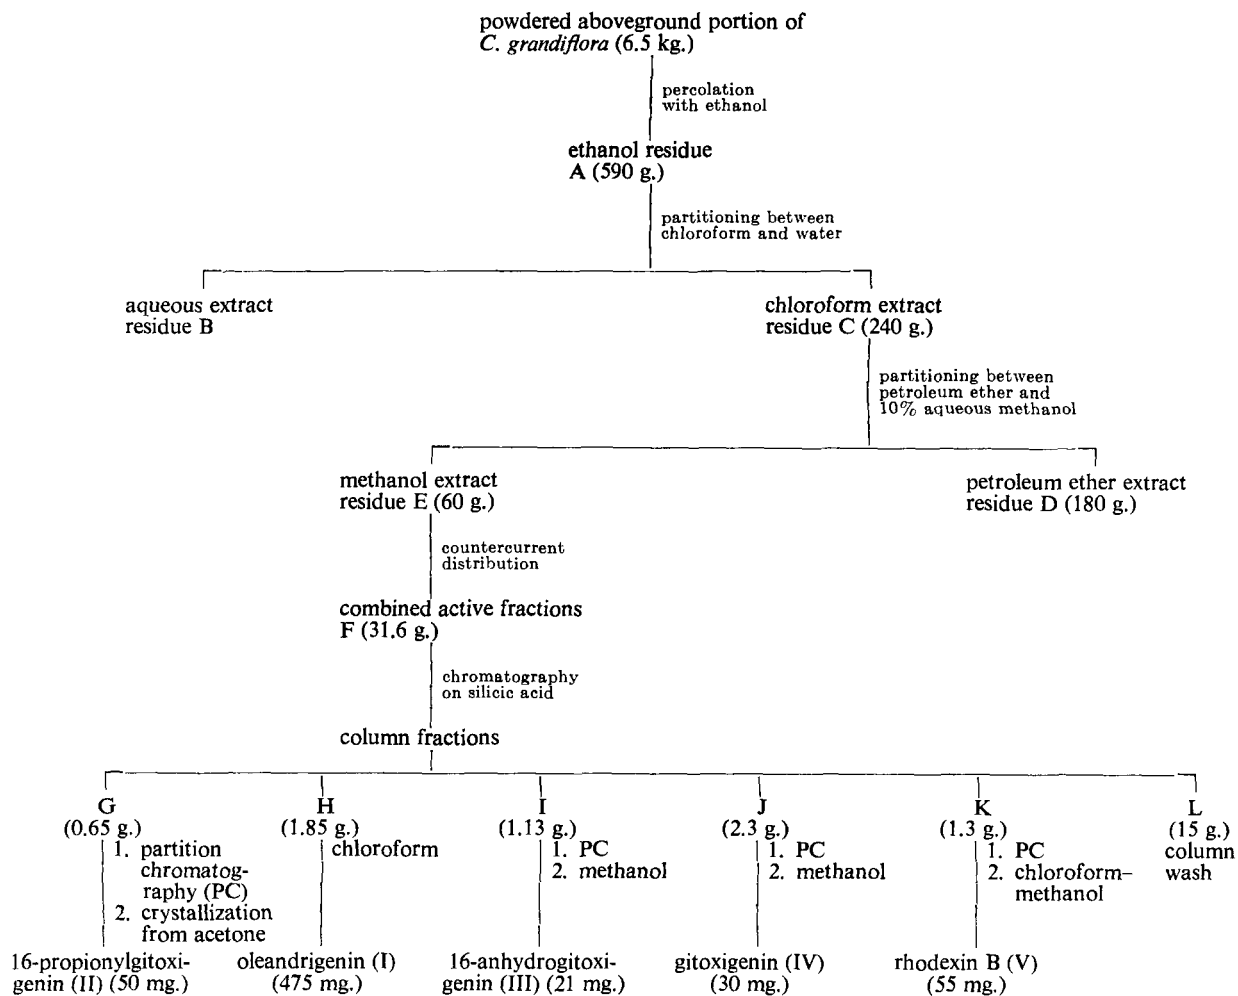 powdered aboveground portion of
C. grandiflora (6.5 kg.)
percolation
with ethanol
ethanol residue
A (590 g.)
partitioning between
chloroform and water
aqueous extract
residue B
chloroform extract
residue C (240 g.)
partitioning between
petroleum ether and
10% aqueous methanol
methanol extract
residue E (60 g.)
petroleum ether extract
residue D (180 g.)
countercurrent
distribution
combined active fractions
F (31.6 g.)
chromatography
on silicic acid
column fractions
G
(0.65 g.)
1. partition
chromatog-
raphy (PC)
2. crystallization
from acetone
16-propionylgitoxi-
genin (II) (50 mg.)
H
(1.85 g.)
chloroform
oleandrigenin (I)
(475 mg.)
I
(1.13 g.)
1. PC
2. methanol
16-anhydrogitoxi-
genin (III) (21 mg.)
J
(2.3 g.)
1. PC
2. methanol
gitoxigenin (IV)
(30 mg.)
K
(1.3 g.)
1. PC
2. chloroform–
methanol
rhodexin B (V)
(55 mg.)
L
(15 g.)
column
wash